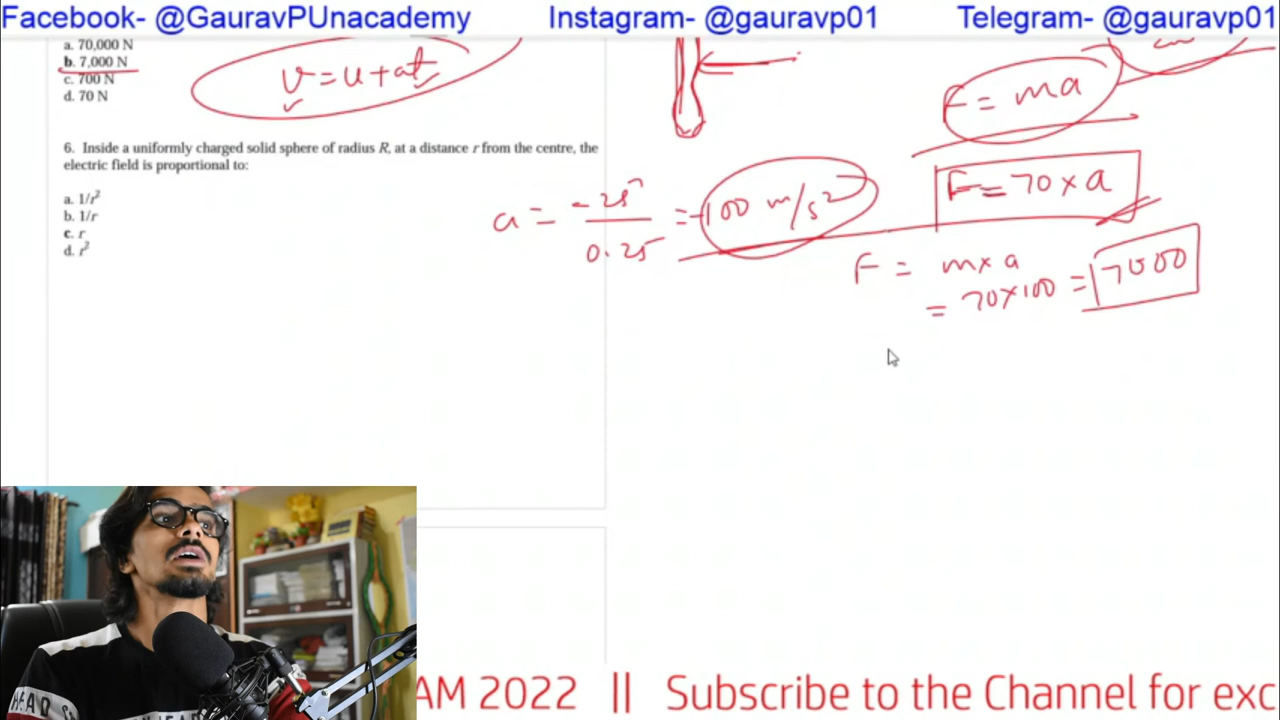 Facebook- @GauravPUnacademy Instagram- @gauravp01 Telegram- @gauravp01
a. 70,000 N
b. 7,000 N
c. 700 N
d. 70 N
v = u + at
F = ma
6. Inside a uniformly charged solid sphere of radius R, at a distance r from the centre, the
electric field is proportional to:
a. 1/r²
b. 1/r
c. r
d. r²
a = -25 / 0.25 = -100 m/s²
F = 70 × a
F = m × a
= 70 × 100 = 7000
AM 2022 || Subscribe to the Channel for exc